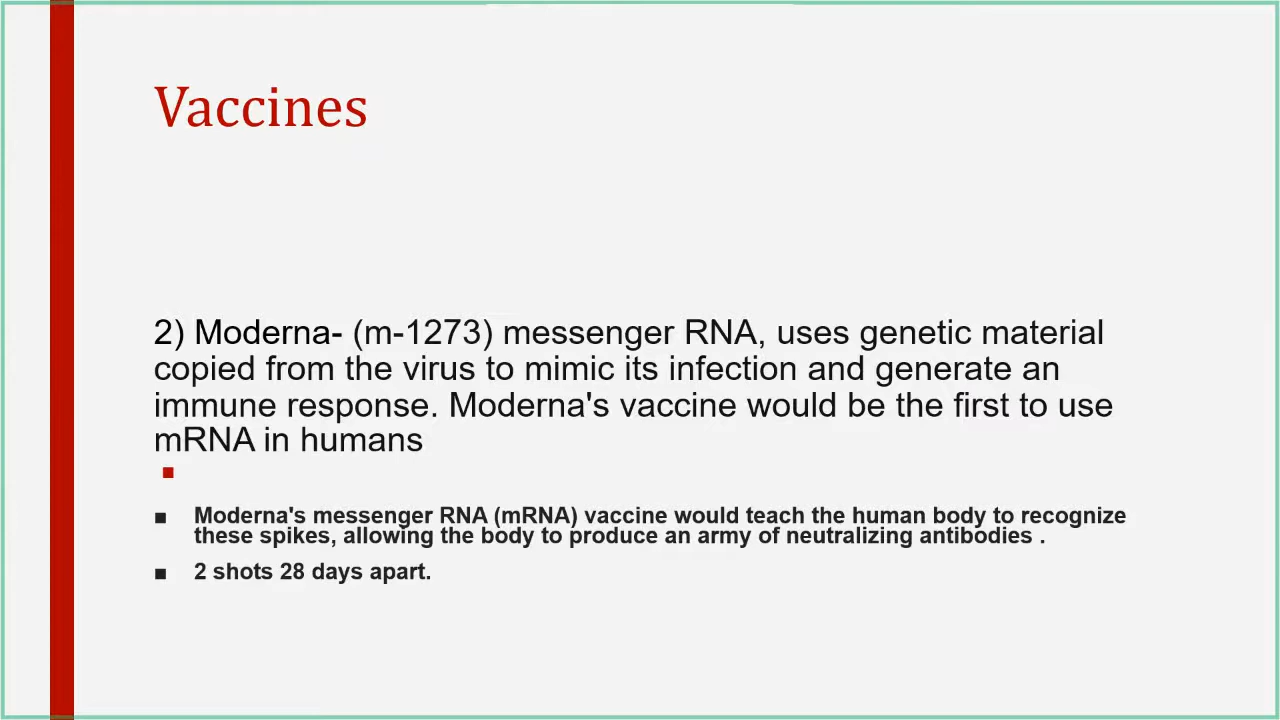 Vaccines
2) Moderna- (m-1273) messenger RNA, uses genetic material
copied from the virus to mimic its infection and generate an
immune response. Moderna's vaccine would be the first to use
mRNA in humans
■
■ Moderna's messenger RNA (mRNA) vaccine would teach the human body to recognize
these spikes, allowing the body to produce an army of neutralizing antibodies .
■ 2 shots 28 days apart.